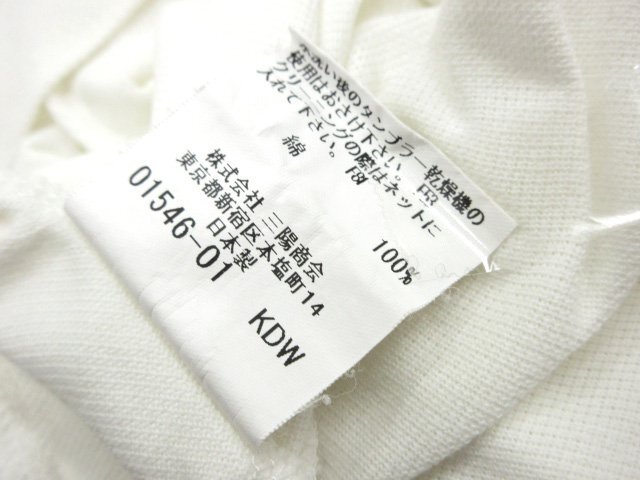 水洗い後のタンブラー乾燥機の
使用はおさけ下さい。
クリーニングの際はネットに
入れて下さい。
綿 100%
株式会社 三陽商会
東京都新宿区本塩町14
日本製
01546-01 KDW